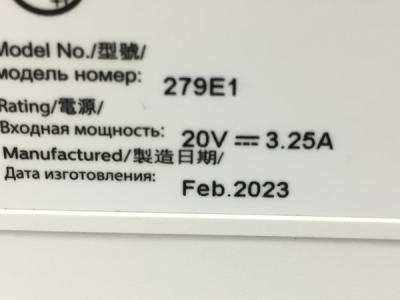 Model No./型號/
модель номер: 279E1
Rating/電源/
Входная мощность: 20V ⎓ 3.25A
Manufactured/製造日期/
Дата изготовления: Feb.2023